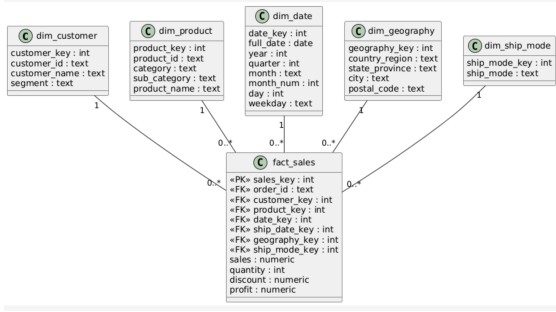 C dim_customer
customer_key : int
customer_id : text
customer_name : text
segment : text
C dim_product
product_key : int
product_id : text
category : text
sub_category : text
product_name : text
C dim_date
date_key : int
full_date : date
year : int
quarter : int
month : text
month_num : int
day : int
weekday : text
C dim_geography
geography_key : int
country_region : text
state_province : text
city : text
postal_code : text
C dim_ship_mode
ship_mode_key : int
ship_mode : text
1
1
1
1
1
0..*
0..*
0..*
0..*
0..*
C fact_sales
«PK» sales_key : int
«FK» order_id : text
«FK» customer_key : int
«FK» product_key : int
«FK» date_key : int
«FK» ship_date_key : int
«FK» geography_key : int
«FK» ship_mode_key : int
sales : numeric
quantity : int
discount : numeric
profit : numeric